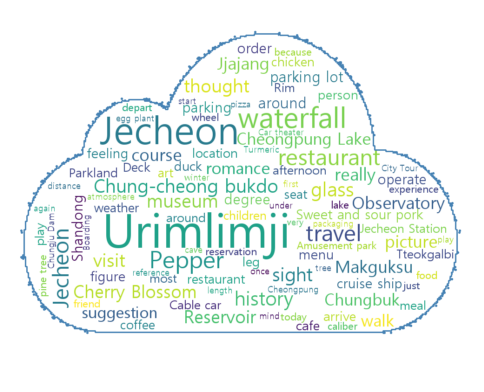 order
because
Jjajang chicken
thought
parking lot
Rim
person
depart
start
parking
pizza
around
waterfall
egg plant
wheel
Jecheon
Car theater
Cheongpung Lake
Turmeric
feeling course location
restaurant
City Tour
Parkland Deck duck romance afternoon really operate
art
distance
winter
Chung-cheong bukdo
first
seat
glass
experience
atmosphere
museum degree
Observatory
again
weather
around
children
very
Sweet and sour pork
play
Chungju Dam
Shandong
Boarding
Urimlimji
under
lake
travel
packaging
Jecheon Station
picture play
Amusement park
Tteokgalbi
visit
Pepper
cave
reservation
leg
menu
pine tree
Jecheon
figure
most
reference
restaurant
once
sight
tree
Makguksu
food
Cherry Blossom
length
Cheongpung
history
cruise ship just
friend
Cable car
Chungbuk
meal
suggestion
Reservoir
mind today
arrive
walk
coffee
cafe
caliber